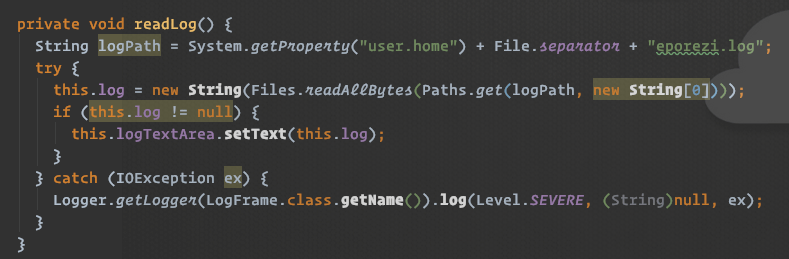 private void readLog() {
String logPath = System.getProperty("user.home") + File.separator + "eporezi.log";
try {
this.log = new String(Files.readAllBytes(Paths.get(logPath, new String[0])));
if (this.log != null) {
this.logTextArea.setText(this.log);
}
} catch (IOException ex) {
Logger.getLogger(LogFrame.class.getName()).log(Level.SEVERE, (String)null, ex);
}
}